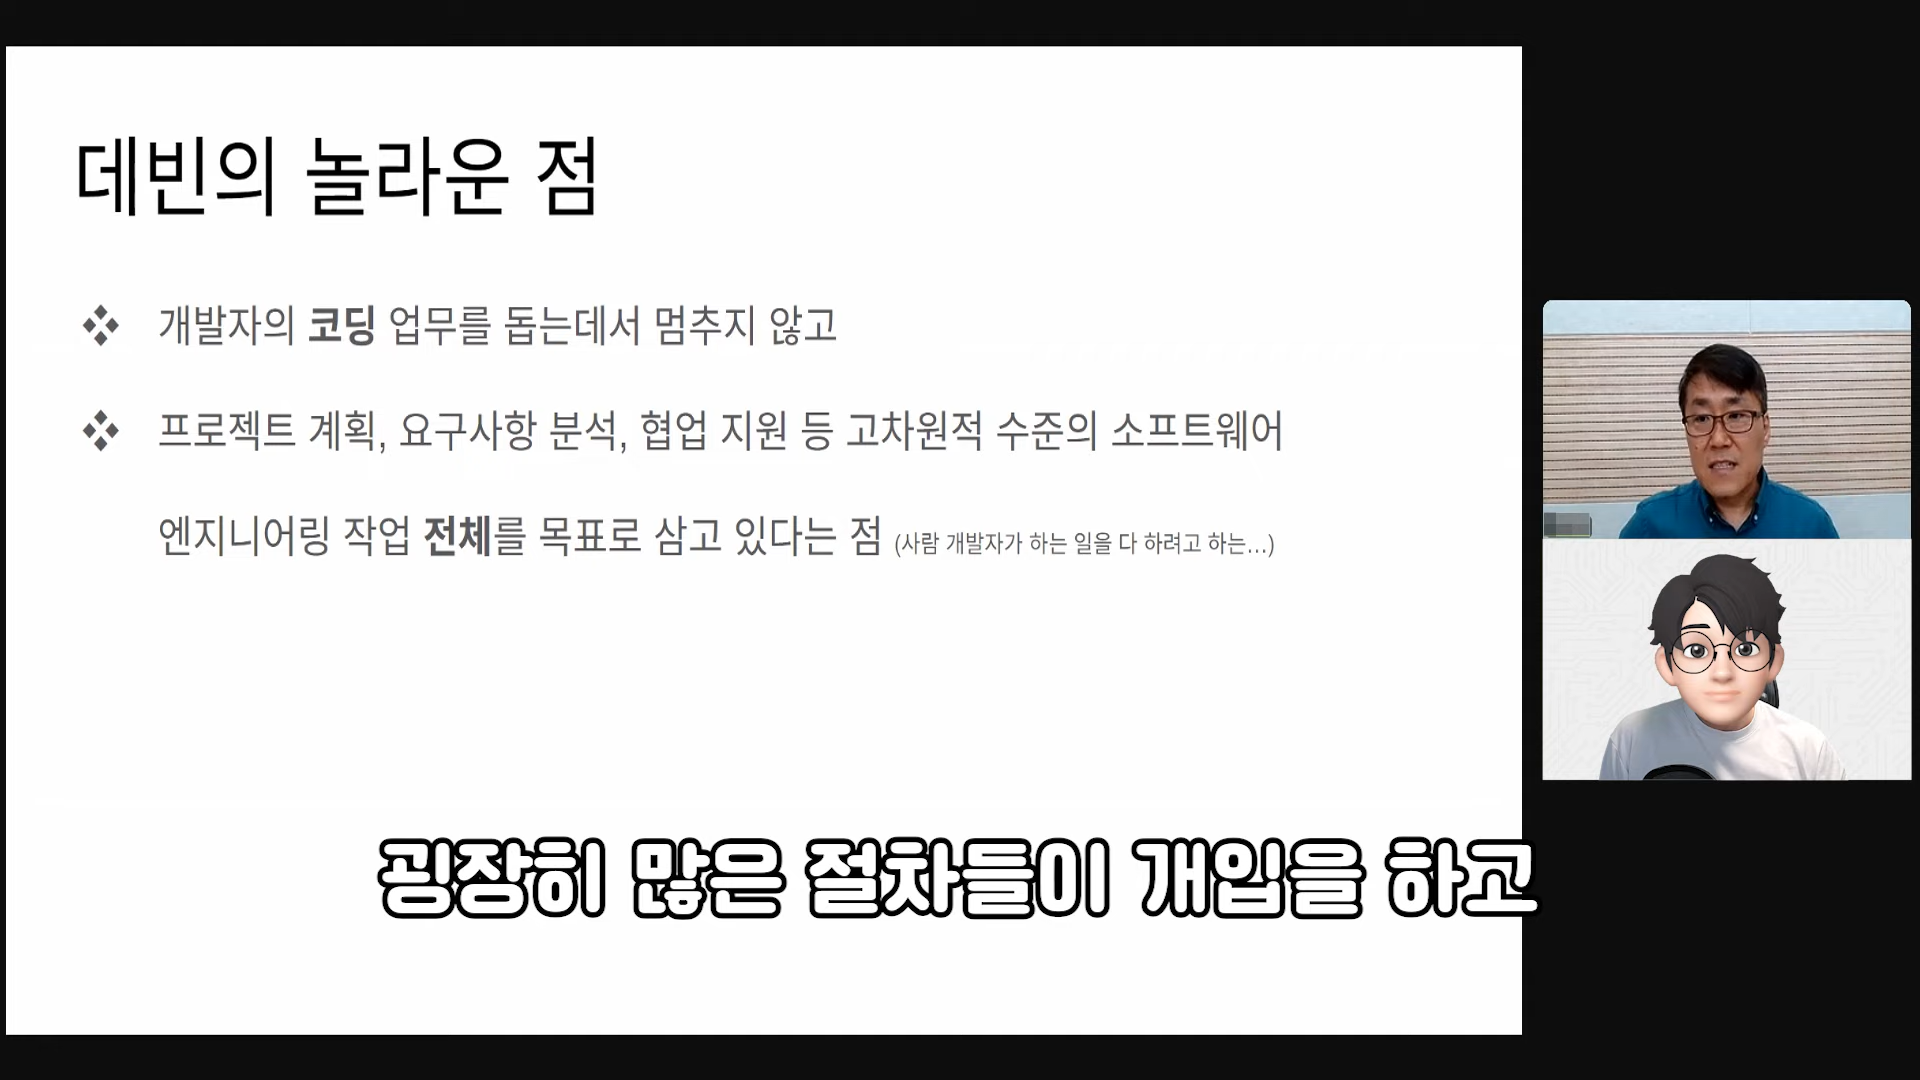 데빈의 놀라운 점
❖ 개발자의 코딩 업무를 돕는데서 멈추지 않고
❖ 프로젝트 계획, 요구사항 분석, 협업 지원 등 고차원적 수준의 소프트웨어
엔지니어링 작업 전체를 목표로 삼고 있다는 점 (사람 개발자가 하는 일을 다 하려고 하는...)
굉장히 많은 절차들이 개입을 하고